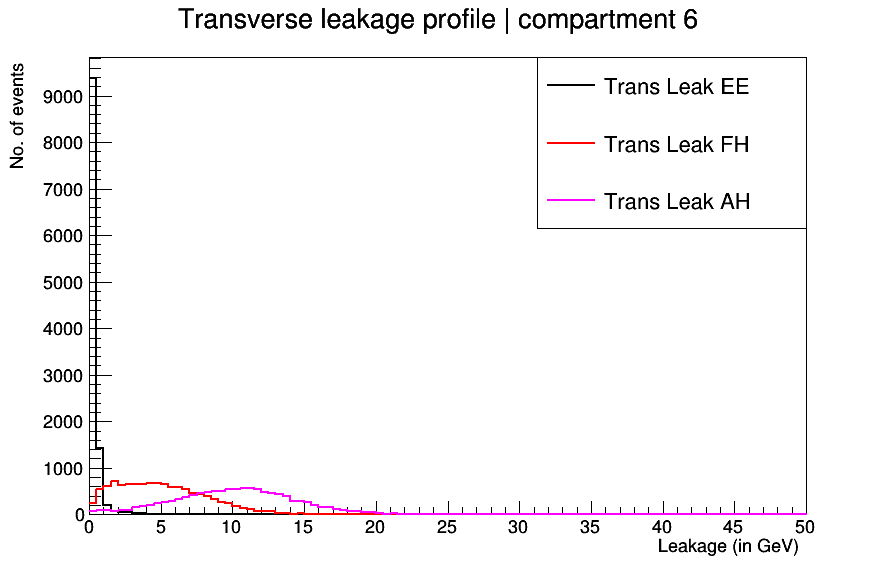 Transverse leakage profile | compartment 6
No. of events
Trans Leak EE
Trans Leak FH
Trans Leak AH
9000
8000
7000
6000
5000
4000
3000
2000
1000
0
0 5 10 15 20 25 30 35 40 45 50
Leakage (in GeV)